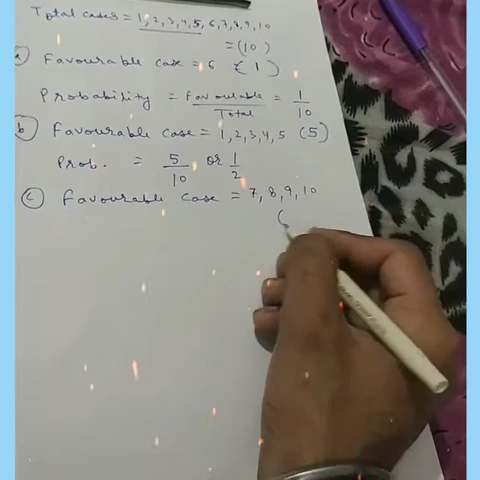 Total cases = 1,2,3,4,5,6,7,8,9,10
= (10)
(a) Favourable case = 6 (1)
Probability = Favourable/Total = 1/10
(b) Favourable case = 1,2,3,4,5 (5)
Prob. = 5/10 or 1/2
(c) Favourable case = 7,8,9,10
(